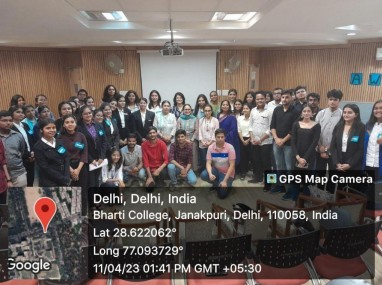 GPS Map Camera
Delhi, Delhi, India
Bharti College, Janakpuri, Delhi, 110058, India
Lat 28.622062°
Long 77.093729°
11/04/23 01:41 PM GMT +05:30
Google